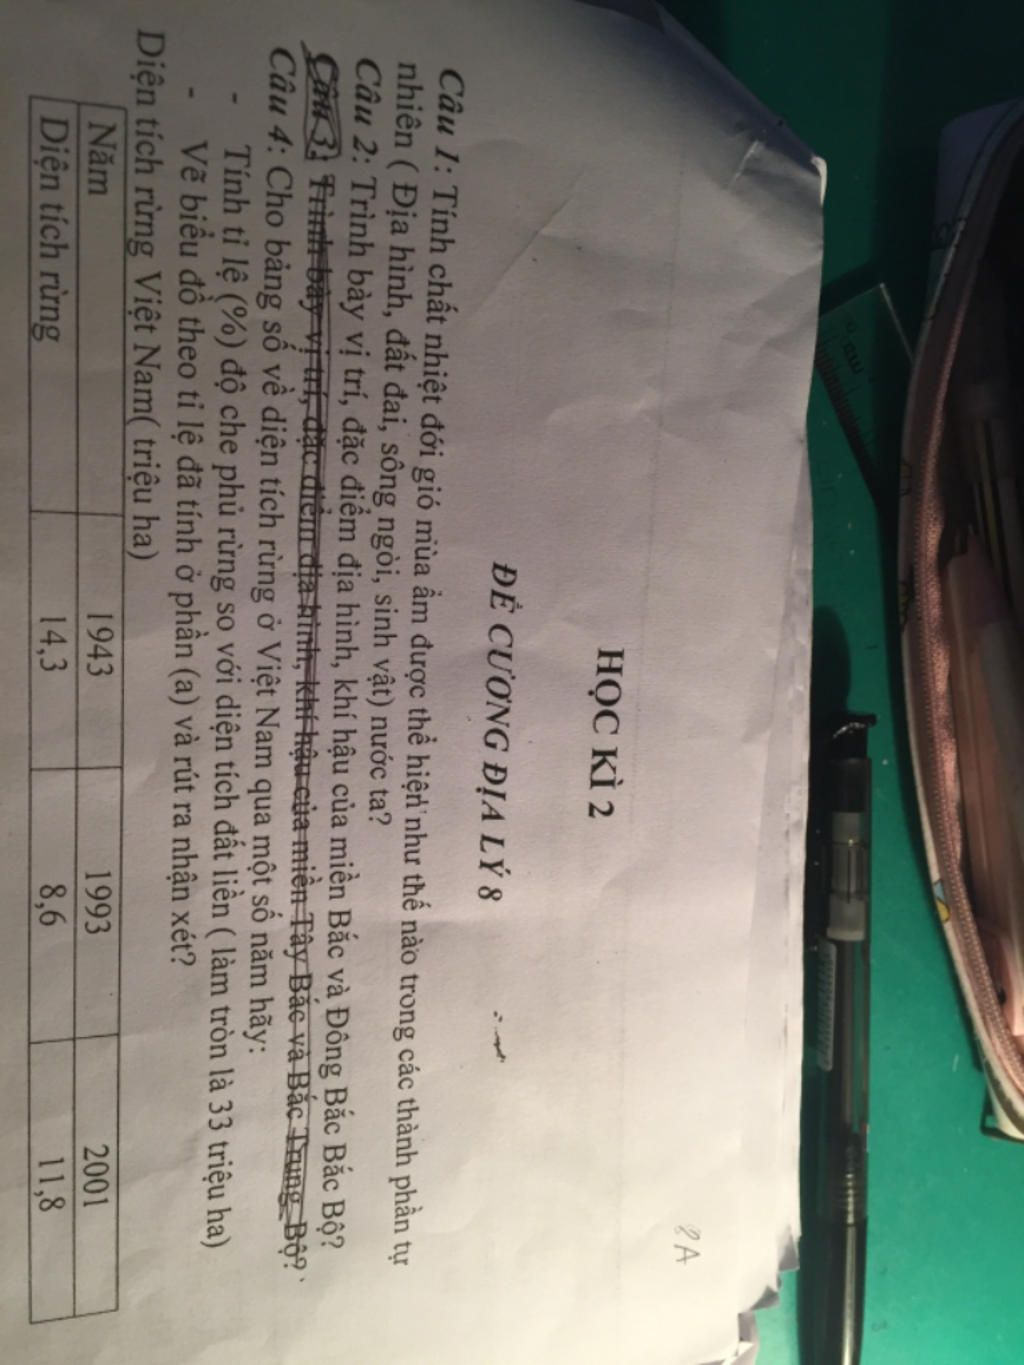 8A
HỌC KÌ 2
ĐỀ CƯƠNG ĐỊA LÝ 8
Câu 1: Tính chất nhiệt đới gió mùa ẩm được thể hiện như thế nào trong các thành phần tự
nhiên ( Địa hình, đất đai, sông ngòi, sinh vật) nước ta?
Câu 2: Trình bày vị trí, đặc điểm địa hình, khí hậu của miền Bắc và Đông Bắc Bắc Bộ?
Câu 3: Trình bày vị trí, đặc điểm địa hình, khí hậu của miền Tây Bắc và Bắc Trung Bộ?
Câu 4: Cho bảng số về diện tích rừng ở Việt Nam qua một số năm hãy:
- Tính tỉ lệ (%) độ che phủ rừng so với diện tích đất liền ( làm tròn là 33 triệu ha)
- Vẽ biểu đồ theo tỉ lệ đã tính ở phần (a) và rút ra nhận xét?
Diện tích rừng Việt Nam( triệu ha)
Năm 1943 1993 2001
Diện tích rừng 14,3 8,6 11,8